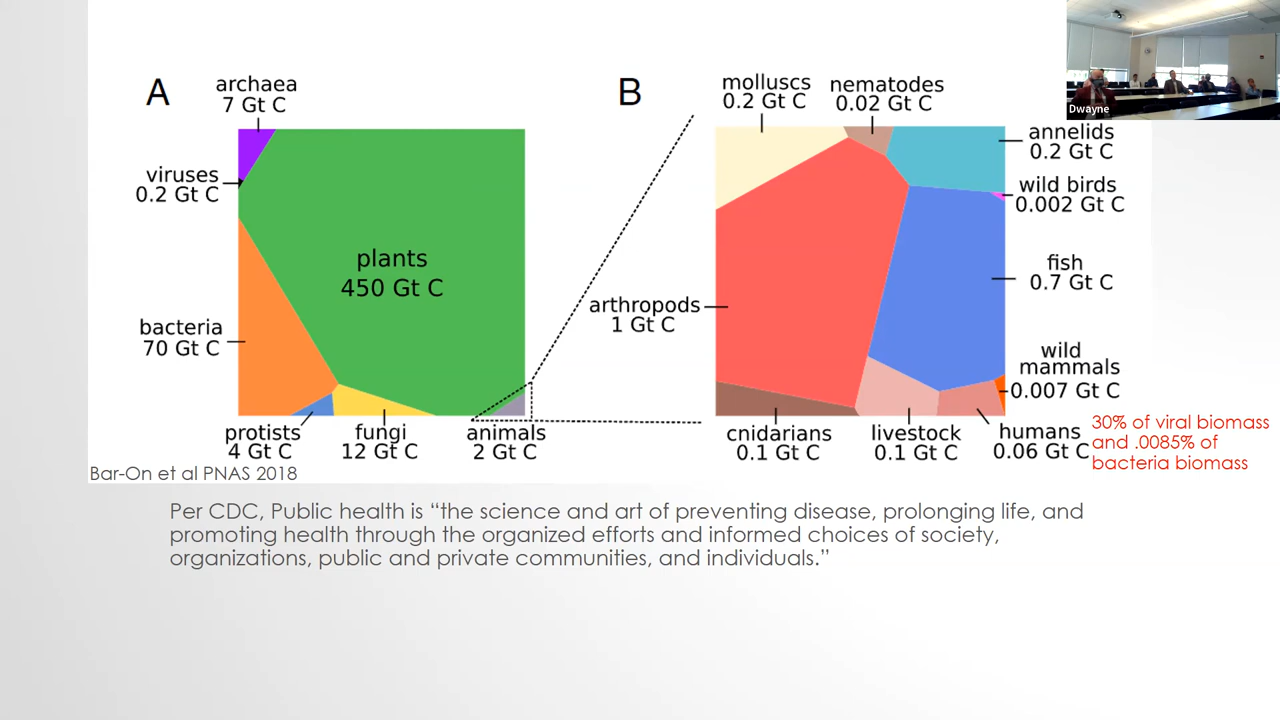 A
archaea
7 Gt C
viruses
0.2 Gt C
plants
450 Gt C
bacteria
70 Gt C
protists
4 Gt C
fungi
12 Gt C
animals
2 Gt C
Bar-On et al PNAS 2018
B
molluscs
0.2 Gt C
nematodes
0.02 Gt C
annelids
0.2 Gt C
wild birds
0.002 Gt C
fish
0.7 Gt C
arthropods
1 Gt C
wild
mammals
0.007 Gt C
cnidarians
0.1 Gt C
livestock
0.1 Gt C
humans
0.06 Gt C
30% of viral biomass
and .0085% of
bacteria biomass
Per CDC, Public health is “the science and art of preventing disease, prolonging life, and
promoting health through the organized efforts and informed choices of society,
organizations, public and private communities, and individuals.”
Dwayne